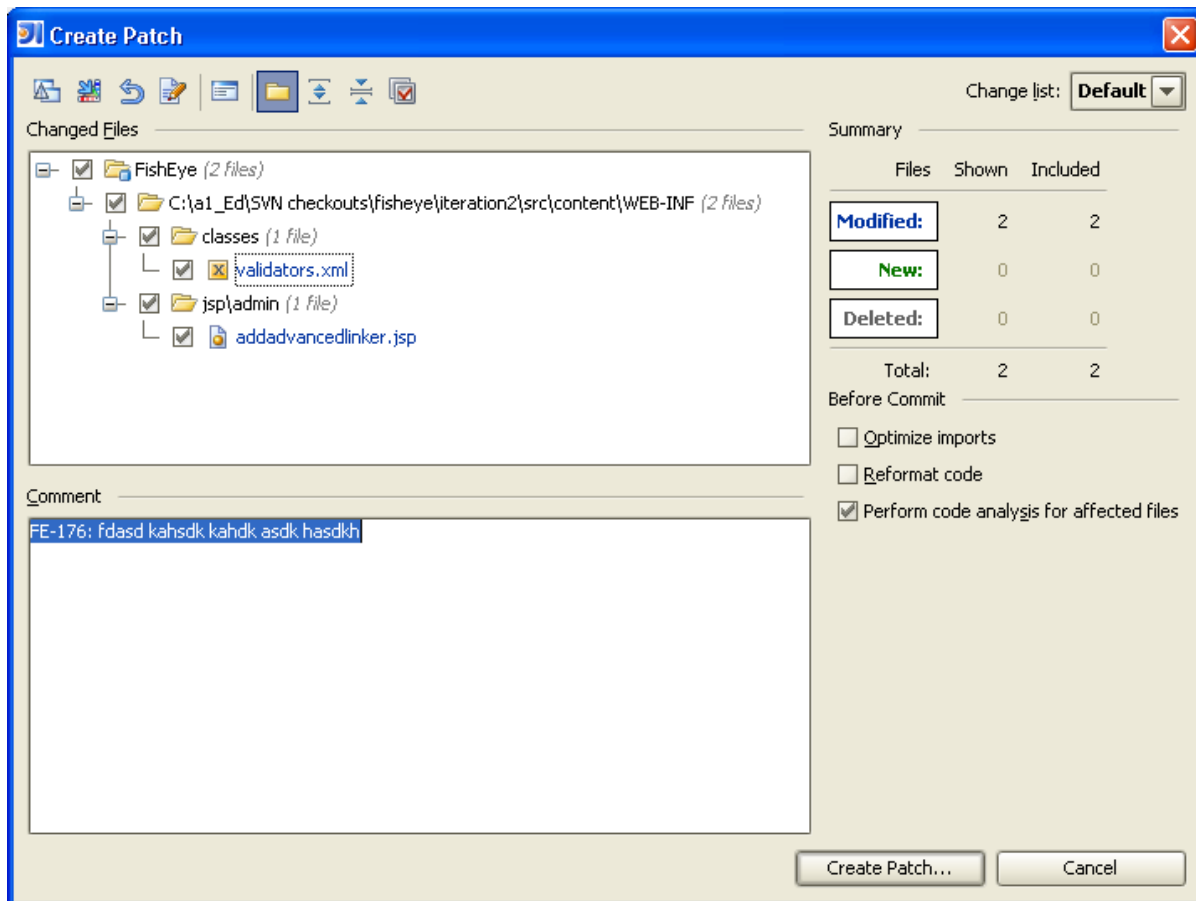 Create Patch
Change list: Default
Changed Files
FishEye (2 files)
C:\a1_Ed\SVN checkouts\fisheye\iteration2\src\content\WEB-INF (2 files)
classes (1 file)
validators.xml
jsp\admin (1 file)
addadvancedlinker.jsp
Summary
Files Shown Included
Modified: 2 2
New: 0 0
Deleted: 0 0
Total: 2 2
Before Commit
Optimize imports
Reformat code
Perform code analysis for affected files
Comment
FE-176: fdasd kahsdk kahdk asdk hasdkh
Create Patch... Cancel